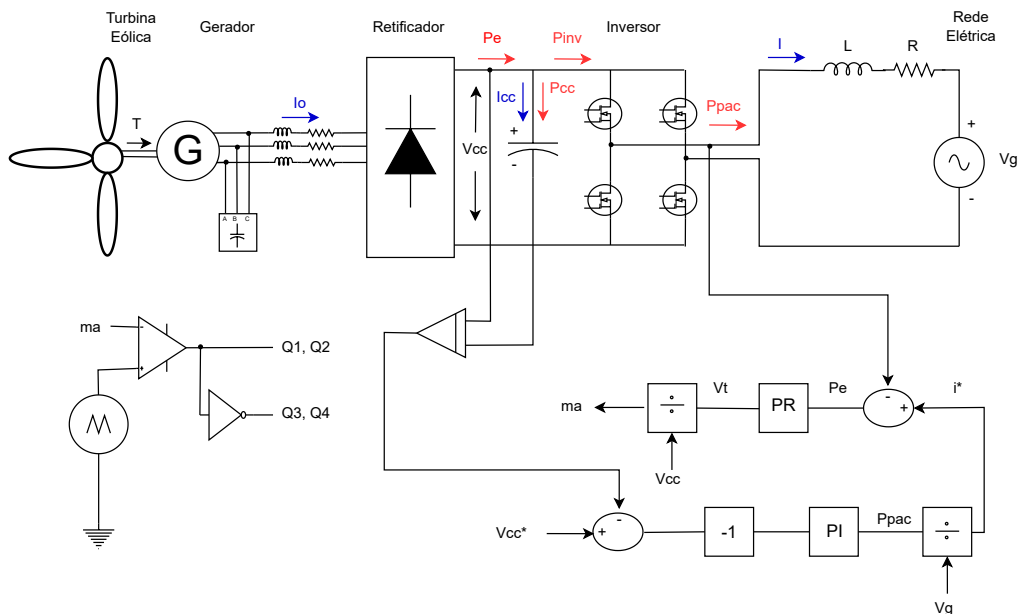 Turbina
Eólica
Gerador
Retificador
Inversor
Rede
Elétrica
Pe
Pinv
I
L
R
T
Io
Icc
Pcc
Ppac
G
+
Vcc
-
+
Vg
-
A B C
ma
-
+
Q1, Q2
Q3, Q4
ma
÷
Vt
PR
Pe
-
+
i*
Vcc
Vcc*
+
-
-1
PI
Ppac
÷
Vg